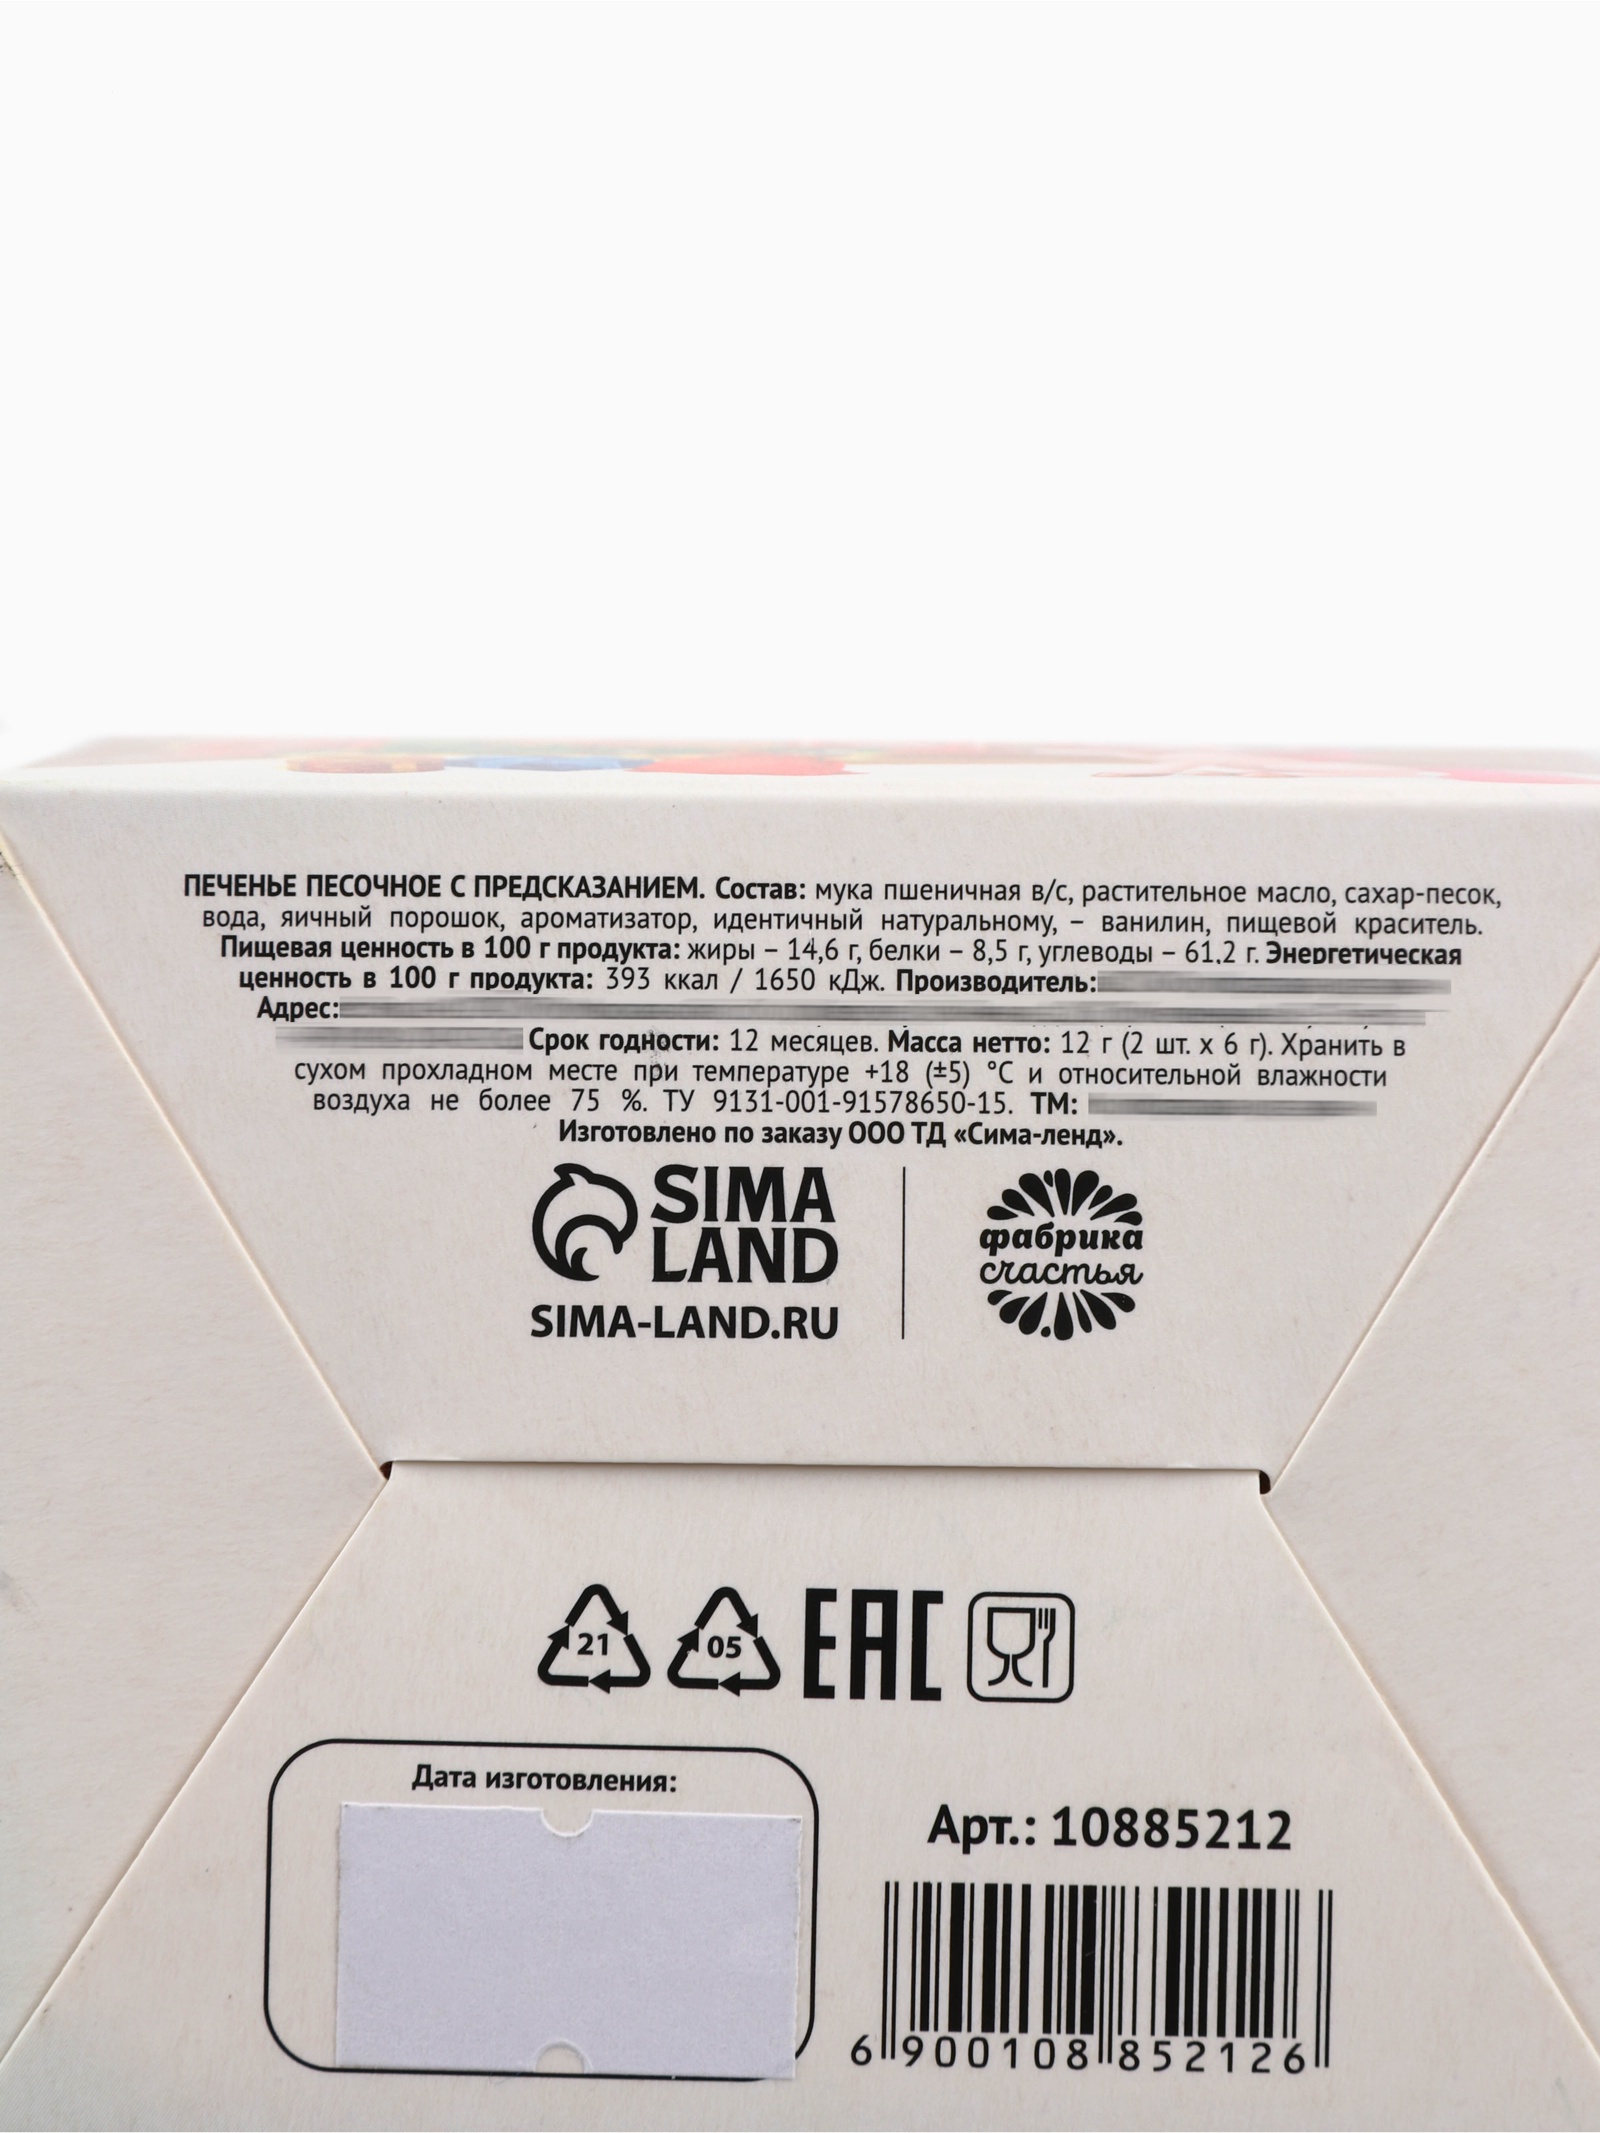 ПЕЧЕНЬЕ ПЕСОЧНОЕ С ПРЕДСКАЗАНИЕМ. Состав: мука пшеничная в/с, растительное масло, сахар-песок,
вода, яичный порошок, ароматизатор, идентичный натуральному, – ванилин, пищевой краситель.
Пищевая ценность в 100 г продукта: жиры – 14,6 г, белки – 8,5 г, углеводы – 61,2 г. Энергетическая
ценность в 100 г продукта: 393 ккал / 1650 кДж. Производитель:
Адрес:
Срок годности: 12 месяцев. Масса нетто: 12 г (2 шт. х 6 г). Хранить в
сухом прохладном месте при температуре +18 (±5) °С и относительной влажности
воздуха не более 75 %. ТУ 9131-001-91578650-15. ТМ:
Изготовлено по заказу ООО ТД «Сима-ленд».
SIMA
LAND
SIMA-LAND.RU
фабрика
счастья
21
05
EAC
Дата изготовления:
Арт.: 10885212
6 900108 852126